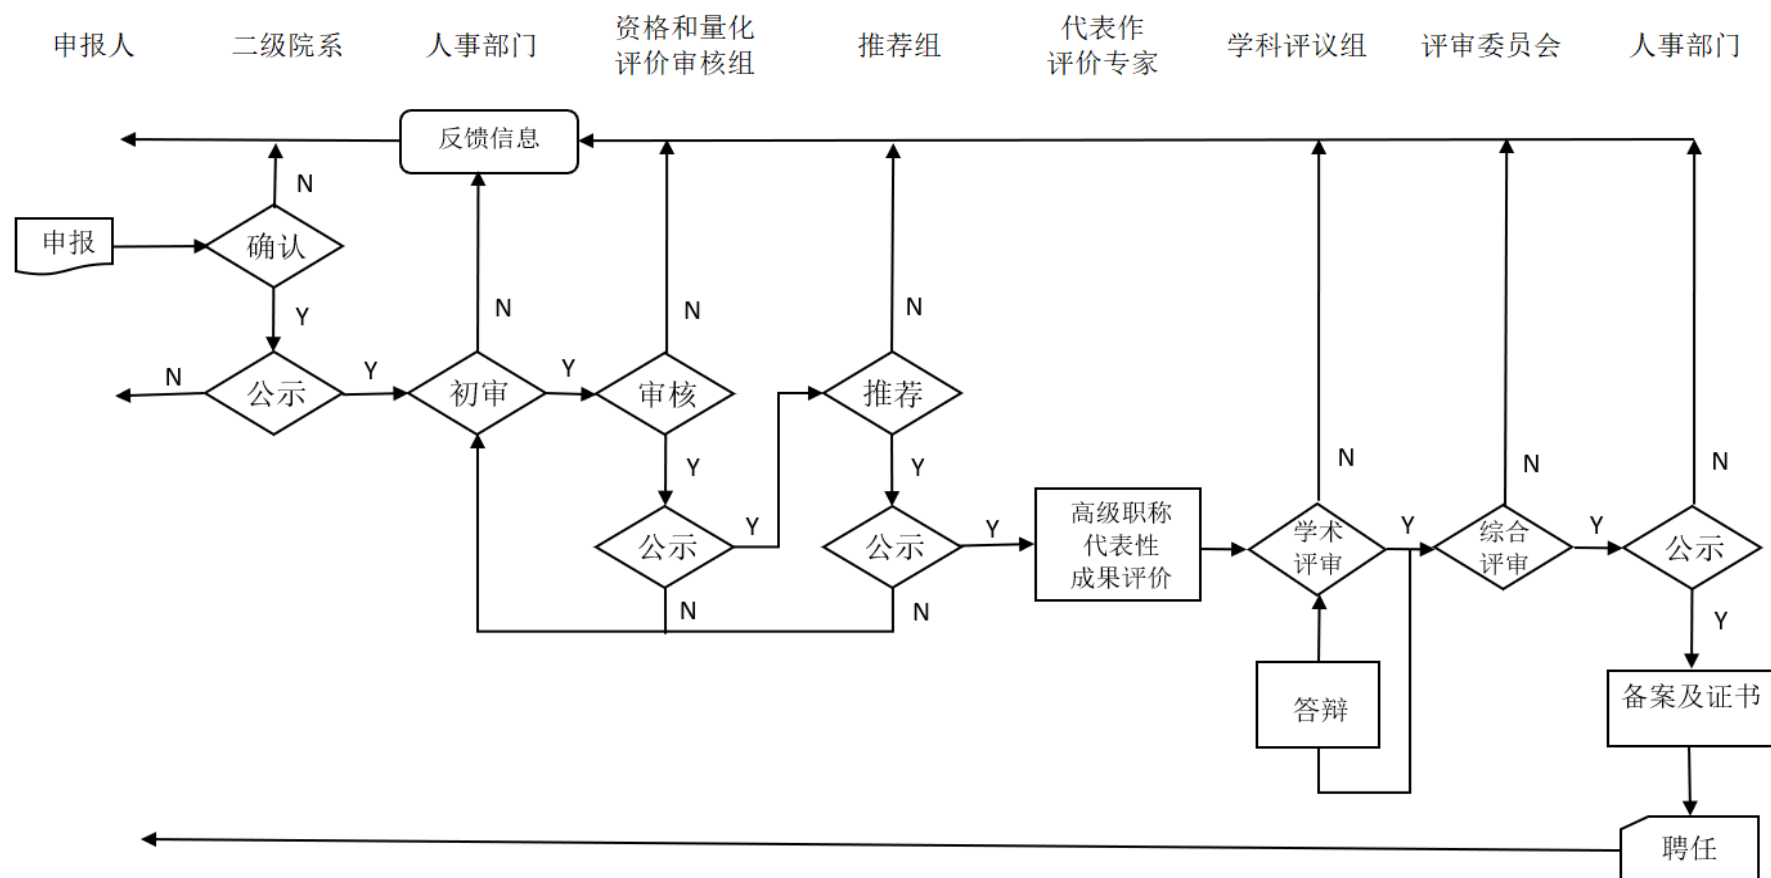 申报人
二级院系
人事部门
资格和量化
评价审核组
推荐组
代表作
评价专家
学科评议组
评审委员会
人事部门
反馈信息
N
申报
确认
Y
N
公示
Y
N
初审
Y
N
审核
Y
公示
Y
N
N
推荐
Y
公示
Y
N
高级职称
代表性
成果评价
N
学术
评审
Y
答辩
N
综合
评审
Y
N
公示
Y
备案及证书
聘任